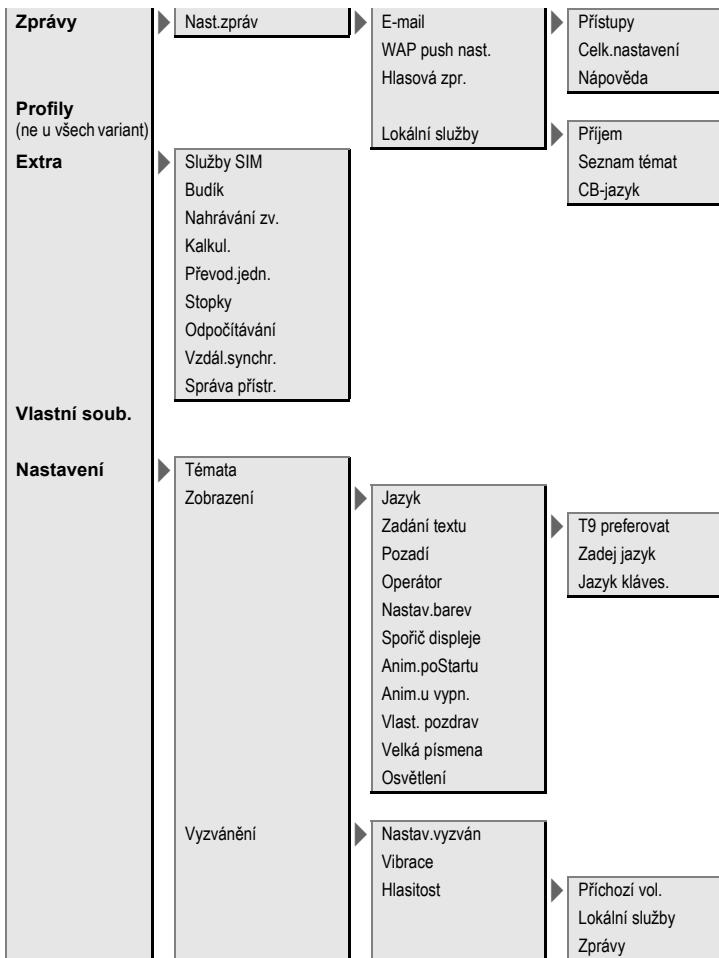 Zprávy
Nast.zpráv
E-mail
Přístupy
WAP push nast.
Celk.nastavení
Hlasová zpr.
Nápověda
Profily
(ne u všech variant)
Lokální služby
Příjem
Extra
Služby SIM
Seznam témat
Budík
CB-jazyk
Nahrávání zv.
Kalkul.
Převod.jedn.
Stopky
Odpočítávání
Vzdál.synchr.
Správa přístr.
Vlastní soub.
Nastavení
Témata
Zobrazení
Jazyk
Zadání textu
T9 preferovat
Pozadí
Zadej jazyk
Operátor
Jazyk kláves.
Nastav.barev
Spořič displeje
Anim.poStartu
Anim.u vypn.
Vlast. pozdrav
Velká písmena
Osvětlení
Vyzvánění
Nastav.vyzván
Vibrace
Hlasitost
Příchozí vol.
Lokální služby
Zprávy